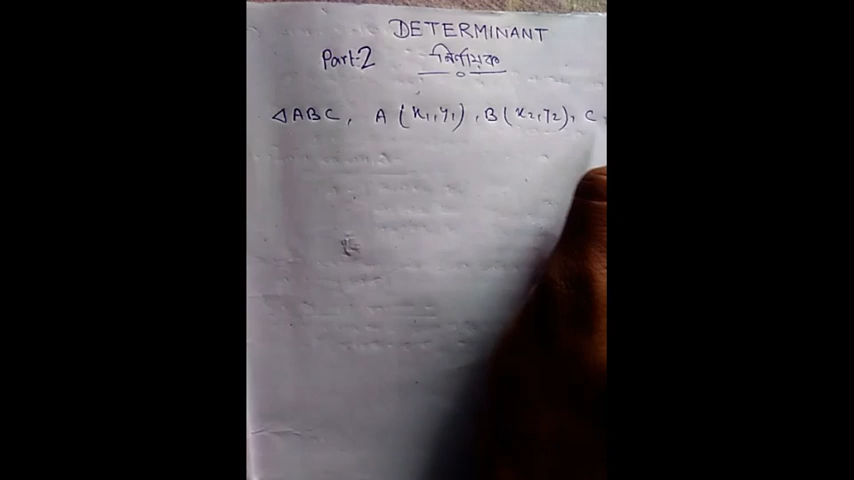 DETERMINANT
Part-2 নির্ণায়ক
△ABC, A (x₁,y₁), B(x₂,y₂), C